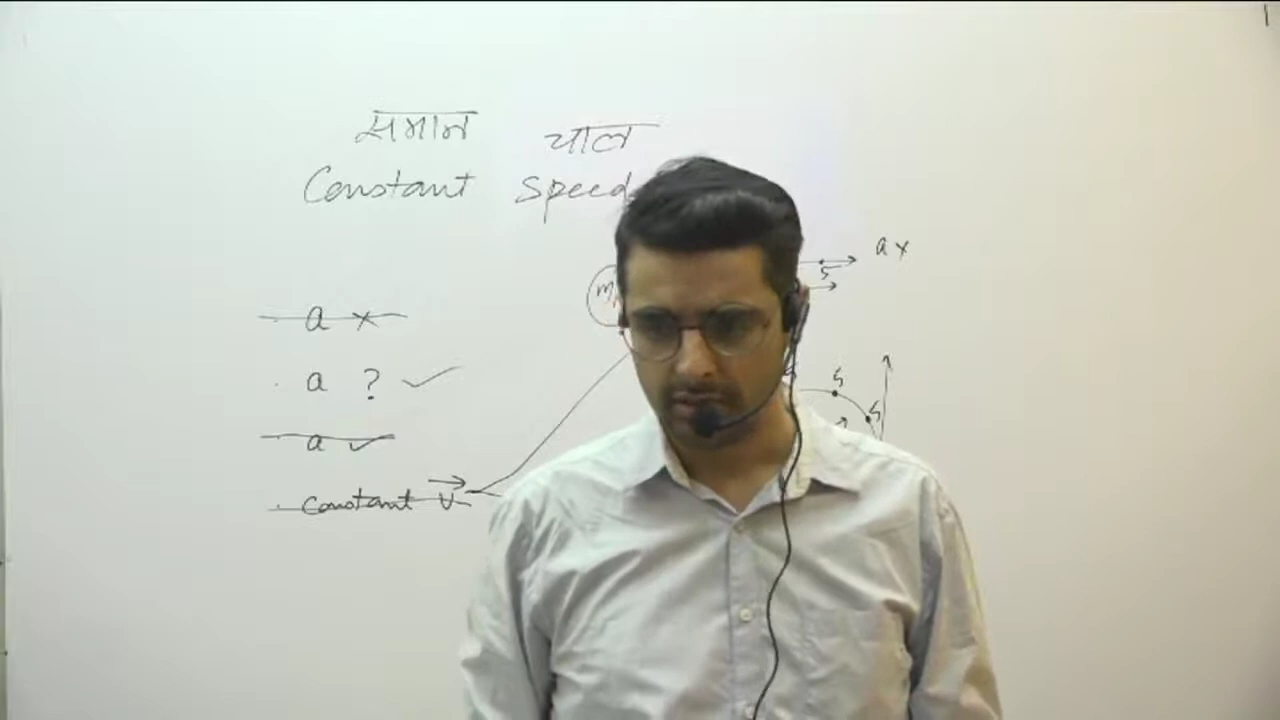 समान चाल
Constant Speed
a x
m
s
a x
a ? ✓
s
s
a ✓
Constant v